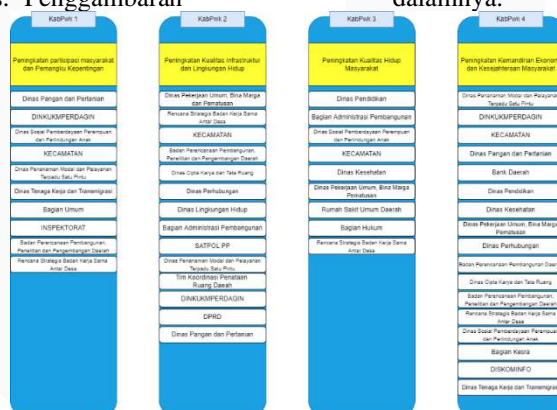 Penggambaran
dalamnya.
KabPwk 1
Peningkatan partisipasi masyarakat
dan Pemangku Kepentingan
Dinas Pangan dan Pertanian
DINKUKMPERDAGIN
Dinas Sosial Pemberdayaan Perempuan
dan Perlindungan Anak
KECAMATAN
Dinas Penanaman Modal dan Pelayanan
Terpadu Satu Pintu
Dinas Tenaga Kerja dan Transmigrasi
Bagian Umum
INSPEKTORAT
Badan Perencanaan Pembangunan,
Penelitian dan Pengembangan Daerah
Rencana Strategis Badan Kerja Sama
Antar Desa
KabPwk 2
Peningkatan Kualitas Infrastruktur
dan Lingkungan Hidup
Dinas Pekerjaan Umum, Bina Marga
dan Pematusan
Rencana Strategis Badan Kerja Sama
Antar Desa
KECAMATAN
Badan Perencanaan Pembangunan,
Penelitian dan Pengembangan Daerah
Dinas Cipta Karya dan Tata Ruang
Dinas Perhubungan
Dinas Lingkungan Hidup
Bagian Administrasi Pembangunan
SATPOL PP
Dinas Penanaman Modal dan Pelayanan
Terpadu Satu Pintu
Tim Koordinasi Penataan
Ruang Daerah
DINKUKMPERDAGIN
DPRD
Dinas Pangan dan Pertanian
KabPwk 3
Peningkatan Kualitas Hidup
Masyarakat
Dinas Pendidikan
Bagian Administrasi Pembangunan
Dinas Sosial Pemberdayaan Perempuan
dan Perlindungan Anak
KECAMATAN
Dinas Kesehatan
Dinas Pekerjaan Umum, Bina Marga
Pematusan
Rumah Sakit Umum Daerah
Bagian Hukum
Rencana Strategis Badan Kerja Sama
Antar Desa
KabPwk 4
Peningkatan Kemandirian Ekonom
dan Kesejahteraan Masyarakat
Dinas Penanaman Modal dan Pelayanan
Terpadu Satu Pintu
DINKUKMPERDAGIN
KECAMATAN
Dinas Pangan dan Pertanian
Bank Daerah
Dinas Pendidikan
Dinas Kesehatan
Dinas Pekerjaan Umum, Bina Marga
Pematusan
Dinas Perhubungan
Badan Perencanaan Pembangunan Daer
Dinas Cipta Karya dan Tata Ruang
Badan Perencanaan Pembangunan,
Penelitian dan Pengembangan Daerah
Rencana Strategis Badan Kerja Sama
Antar Desa
Dinas Sosial Pemberdayaan Perempuan
dan Perlindungan Anak
Bagian Kesra
DISKOMINFO
Dinas Tenaga Kerja dan Transmigrasi